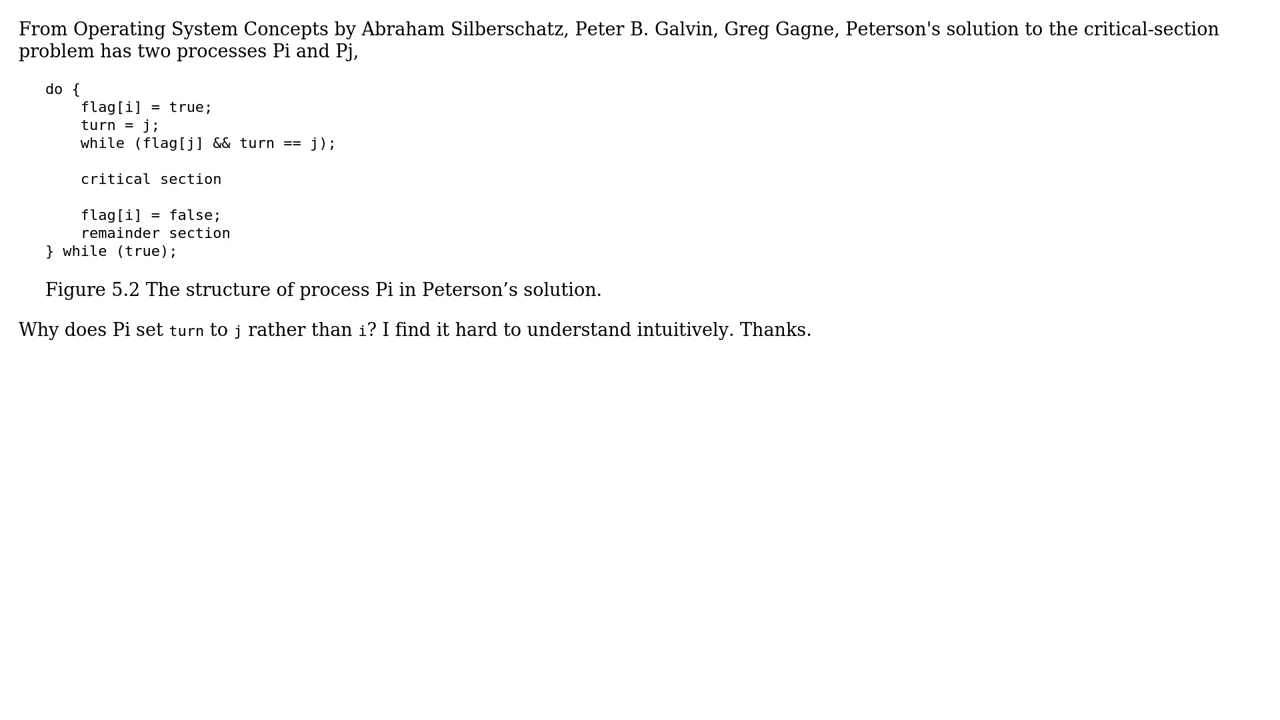 From Operating System Concepts by Abraham Silberschatz, Peter B. Galvin, Greg Gagne, Peterson's solution to the critical-section
problem has two processes Pi and Pj,
do {
    flag[i] = true;
    turn = j;
    while (flag[j] && turn == j);
    critical section
    flag[i] = false;
    remainder section
} while (true);
Figure 5.2 The structure of process Pi in Peterson’s solution.
Why does Pi set turn to j rather than i? I find it hard to understand intuitively. Thanks.